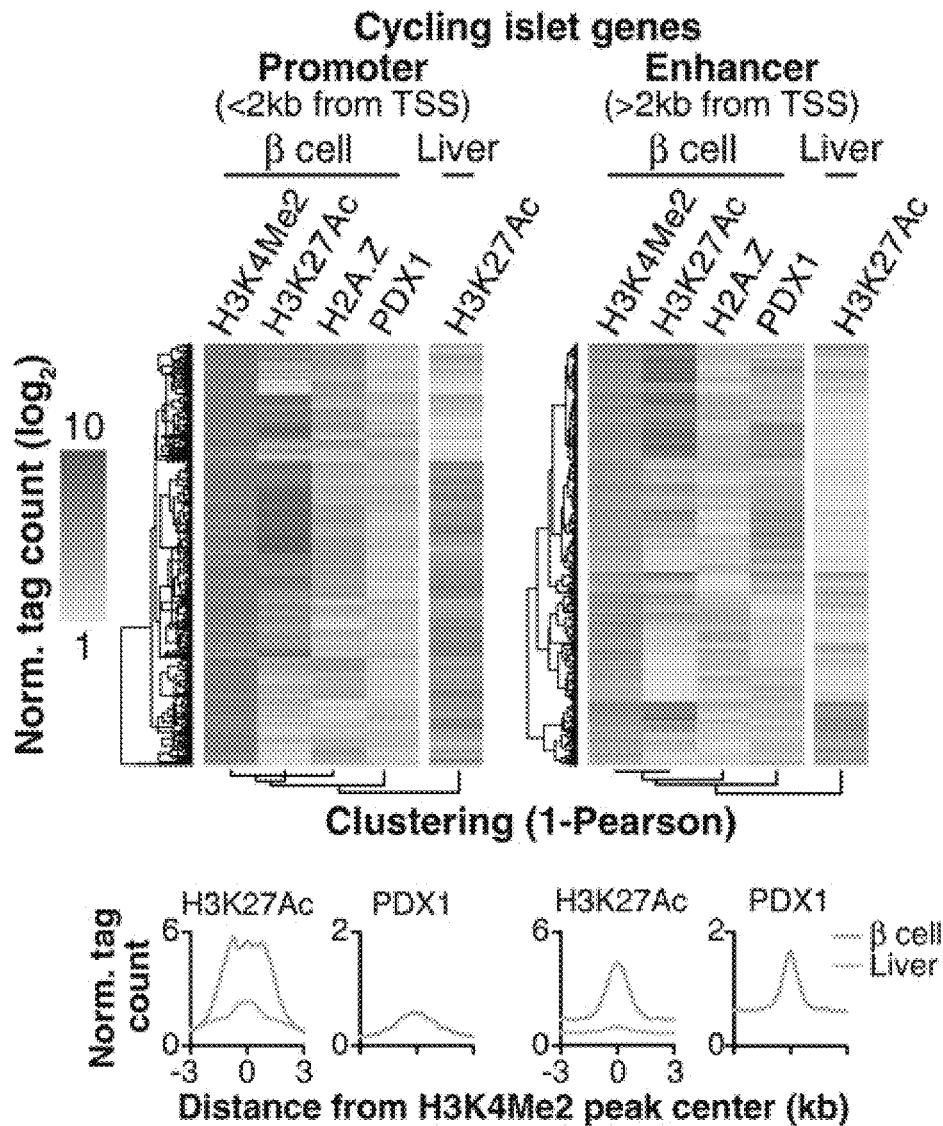 Cycling islet genes
Promoter Enhancer
(<2kb from TSS) (>2kb from TSS)
β cell Liver β cell Liver
H3K4Me2 H3K27Ac H2A.Z PDX1 H3K27Ac H3K4Me2 H3K27Ac H2A.Z PDX1 H3K27Ac
Norm. tag count (log₂)
10
1
Clustering (1-Pearson)
H3K27Ac PDX1 H3K27Ac PDX1
Norm. tag
count
6 2 6 2
β cell
Liver
0 0 0 0
-3 0 3 -3 0 3
Distance from H3K4Me2 peak center (kb)